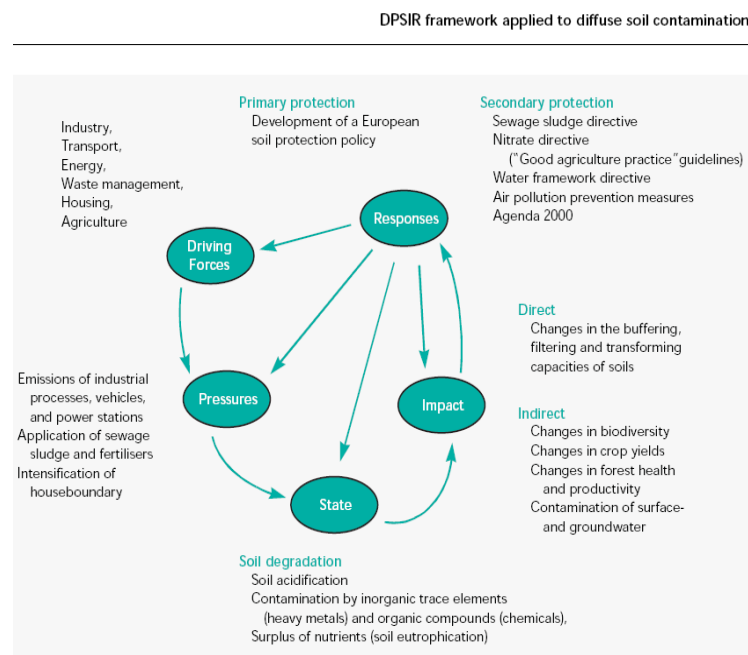 DPSIR framework applied to diffuse soil contamination
Primary protection
Development of a European
soil protection policy
Secondary protection
Sewage sludge directive
Nitrate directive
("Good agriculture practice" guidelines)
Water framework directive
Air pollution prevention measures
Agenda 2000
Industry,
Transport,
Energy,
Waste management,
Housing,
Agriculture
Responses
Driving
Forces
Direct
Changes in the buffering,
filtering and transforming
capacities of soils
Emissions of industrial
processes, vehicles,
and power stations
Application of sewage
sludge and fertilisers
Intensification of
houseboundary
Pressures
Impact
Indirect
Changes in biodiversity
Changes in crop yields
Changes in forest health
and productivity
Contamination of surface-
and groundwater
State
Soil degradation
Soil acidification
Contamination by inorganic trace elements
(heavy metals) and organic compounds (chemicals),
Surplus of nutrients (soil eutrophication)